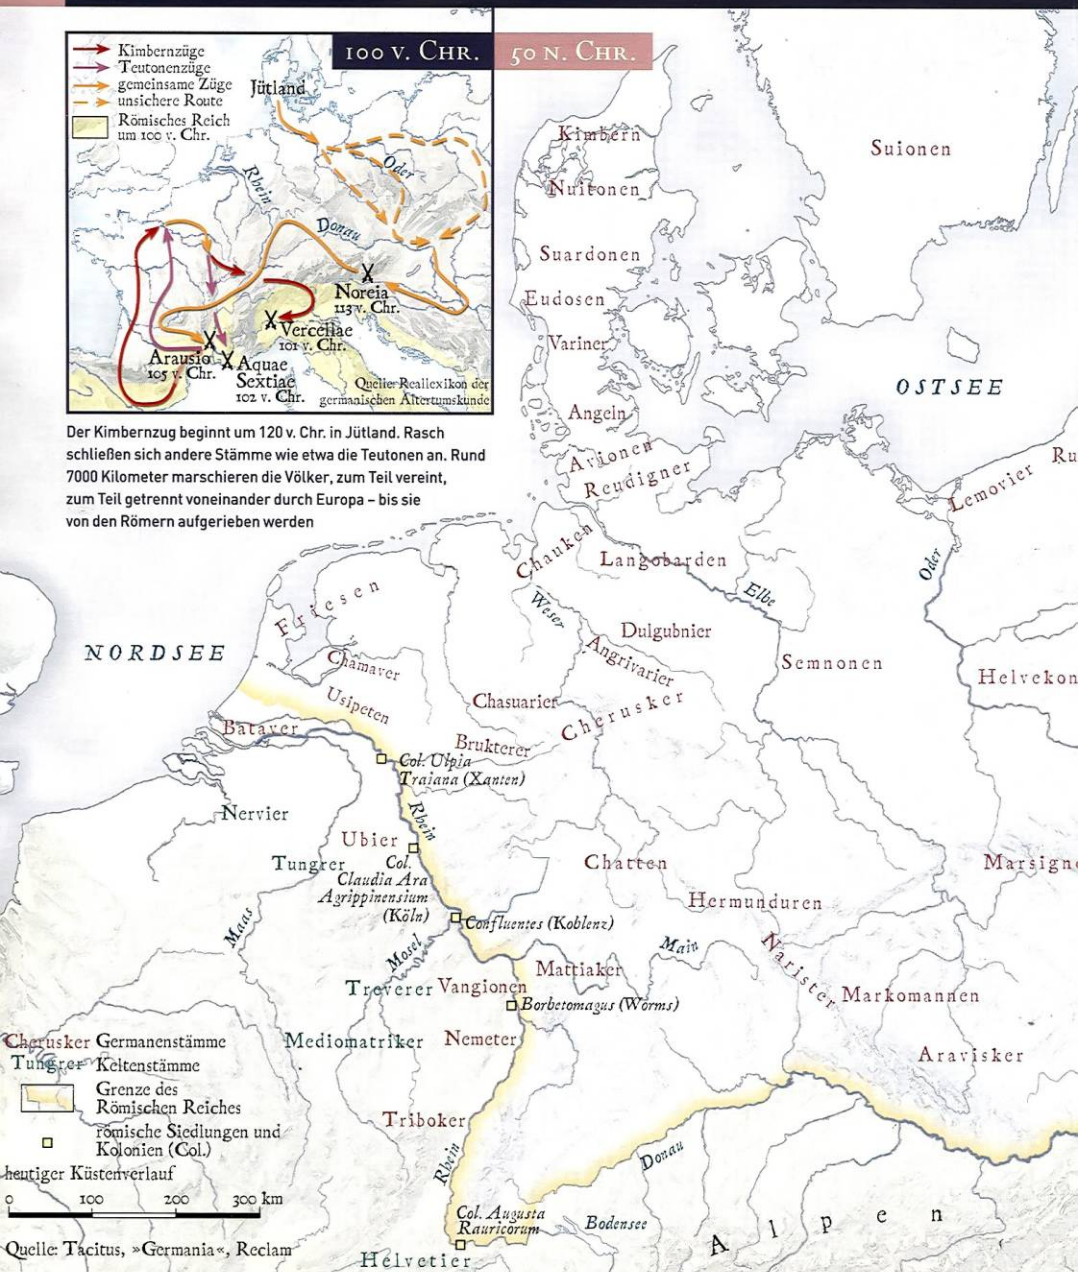 100 v. Chr.
50 n. Chr.
Kimbernzüge
Teutonenzüge
gemeinsame Züge
unsichere Route
Römisches Reich
um 100 v. Chr.
Jütland
Oder
Rhein
Donau
Noreia
113 v. Chr.
Vercellae
101 v. Chr.
Arausio
105 v. Chr.
Aquae
Sextiae
102 v. Chr.
Quelle: Reallexikon der
germanischen Altertumskunde
Der Kimbernzug beginnt um 120 v. Chr. in Jütland. Rasch
schließen sich andere Stämme wie etwa die Teutonen an. Rund
7000 Kilometer marschieren die Völker, zum Teil vereint,
zum Teil getrennt voneinander durch Europa – bis sie
von den Römern aufgerieben werden
Kimbern
Suionen
Nuitonen
Suardonen
Eudosen
Variner
OSTSEE
Angeln
Avionen
Reudigner
Ru
Lemovier
Chauken
Langobarden
Oder
Elbe
Friesen
Weser
Dulgubnier
NORDSEE
Angrivarier
Semnonen
Chamaver
Helvekon
Usipeten
Chasuarier
Cherusker
Bataver
Brukterer
Col. Ulpia
Traiana (Xanten)
Nervier
Rhein
Ubier
Tungrer
Chatten
Marsigne
Col.
Claudia Ara
Agrippinensium
(Köln)
Hermunduren
Maas
Confluentes (Koblenz)
Mosel
Main
Narister
Mattiaker
Treverer
Vangionen
Markomannen
Borbetomagus (Worms)
Mediomatriker
Nemeter
Aravisker
Triboker
Rhein
Donau
Col. Augusta
Rauricorum
Bodensee
Alpen
Helvetier
Cherusker Germanenstämme
Tungrer Keltenstämme
Grenze des
Römischen Reiches
römische Siedlungen und
Kolonien (Col.)
heutiger Küstenverlauf
0 100 200 300 km
Quelle: Tacitus, »Germania«, Reclam